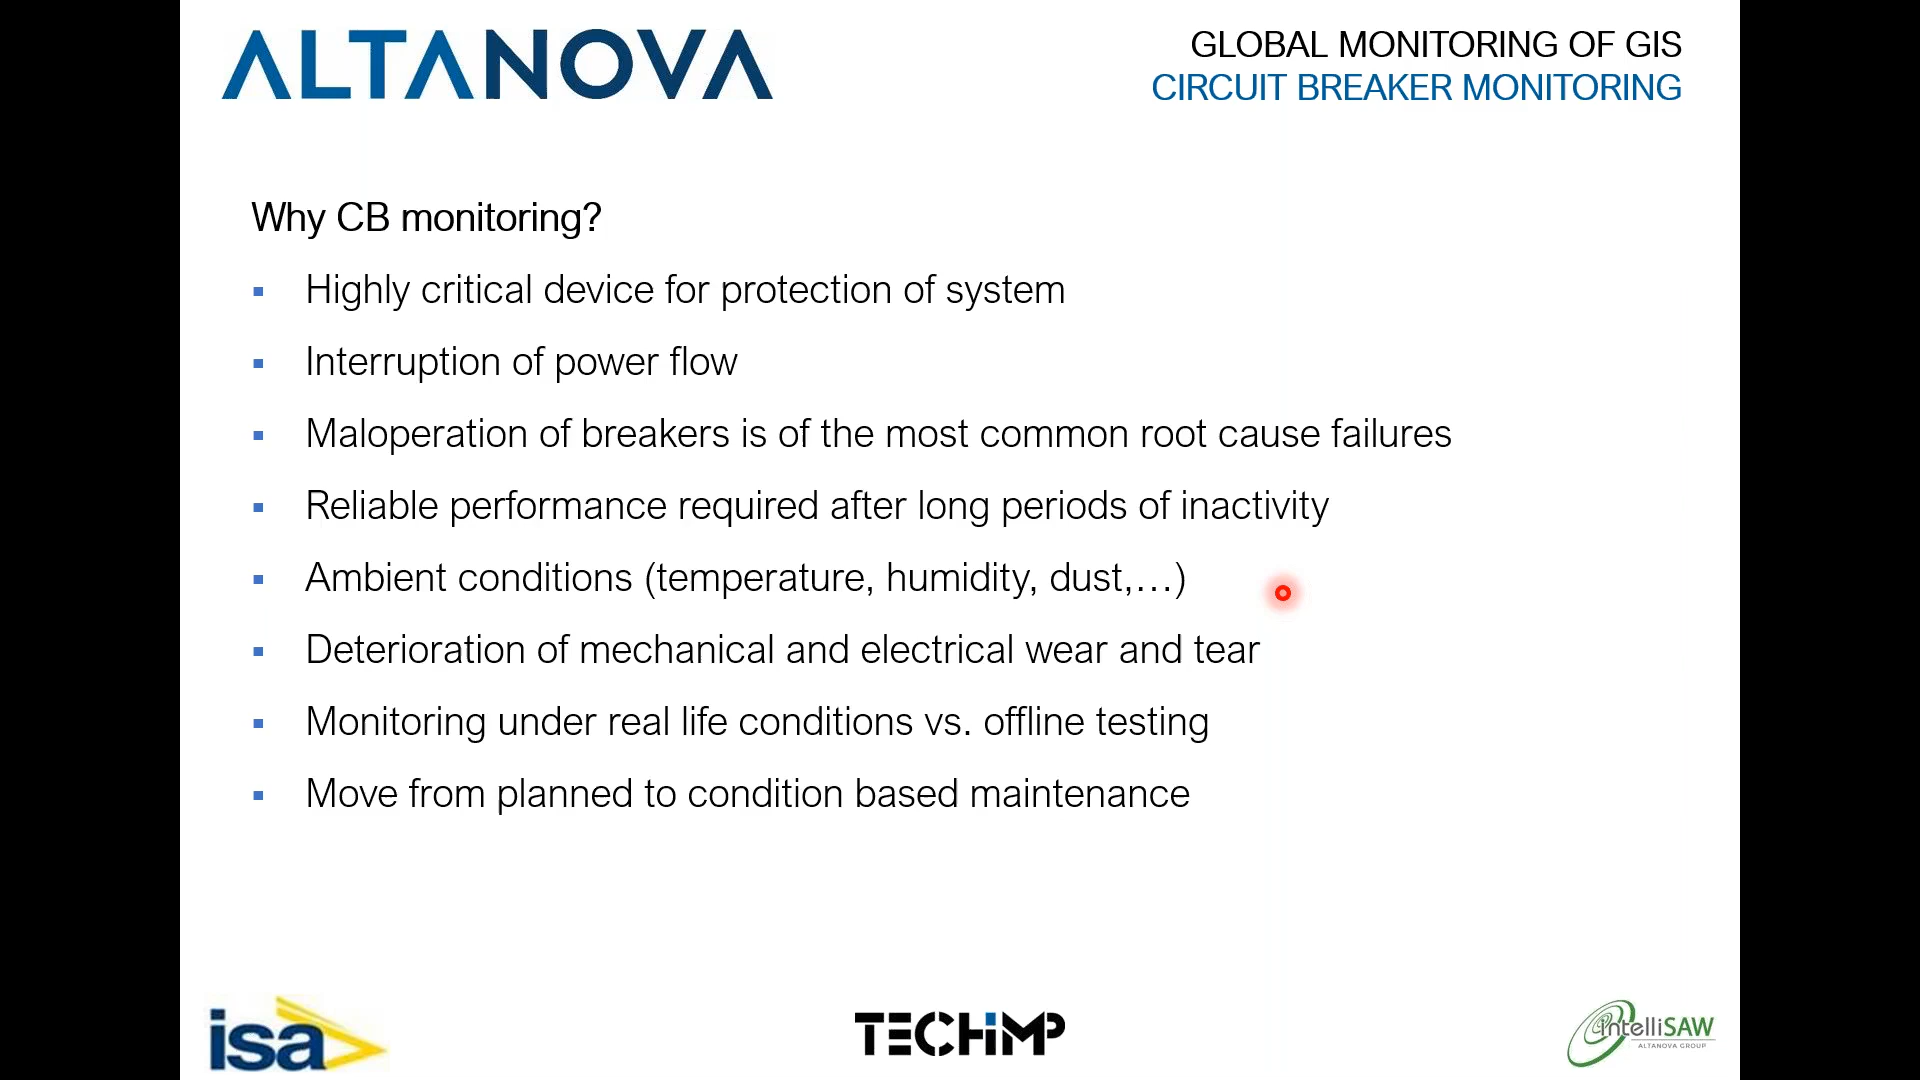 ALTANOVA
GLOBAL MONITORING OF GIS
CIRCUIT BREAKER MONITORING
Why CB monitoring?
Highly critical device for protection of system
Interruption of power flow
Maloperation of breakers is of the most common root cause failures
Reliable performance required after long periods of inactivity
Ambient conditions (temperature, humidity, dust,…)
Deterioration of mechanical and electrical wear and tear
Monitoring under real life conditions vs. offline testing
Move from planned to condition based maintenance
isa
TECHiMP
intelliSAW
ALTANOVA GROUP